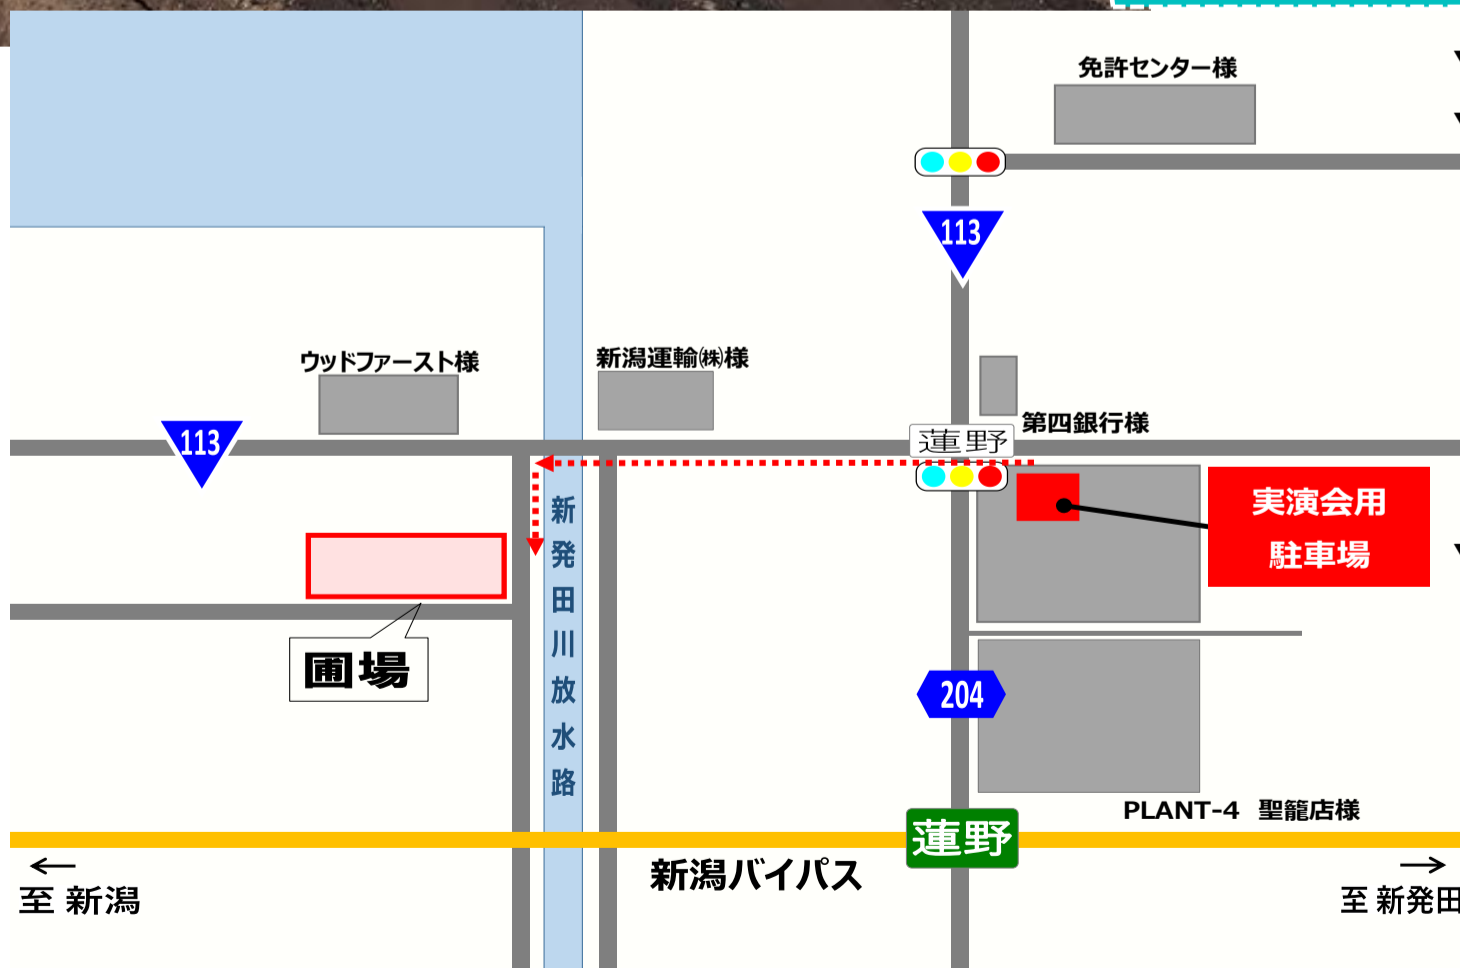 免許センター様
113
ウッドファースト様
新潟運輸㈱様
第四銀行様
113
蓮野
実演会用
駐車場
新発田川放水路
圃場
204
PLANT-4 聖籠店様
蓮野
新潟バイパス
至 新潟
至 新発田